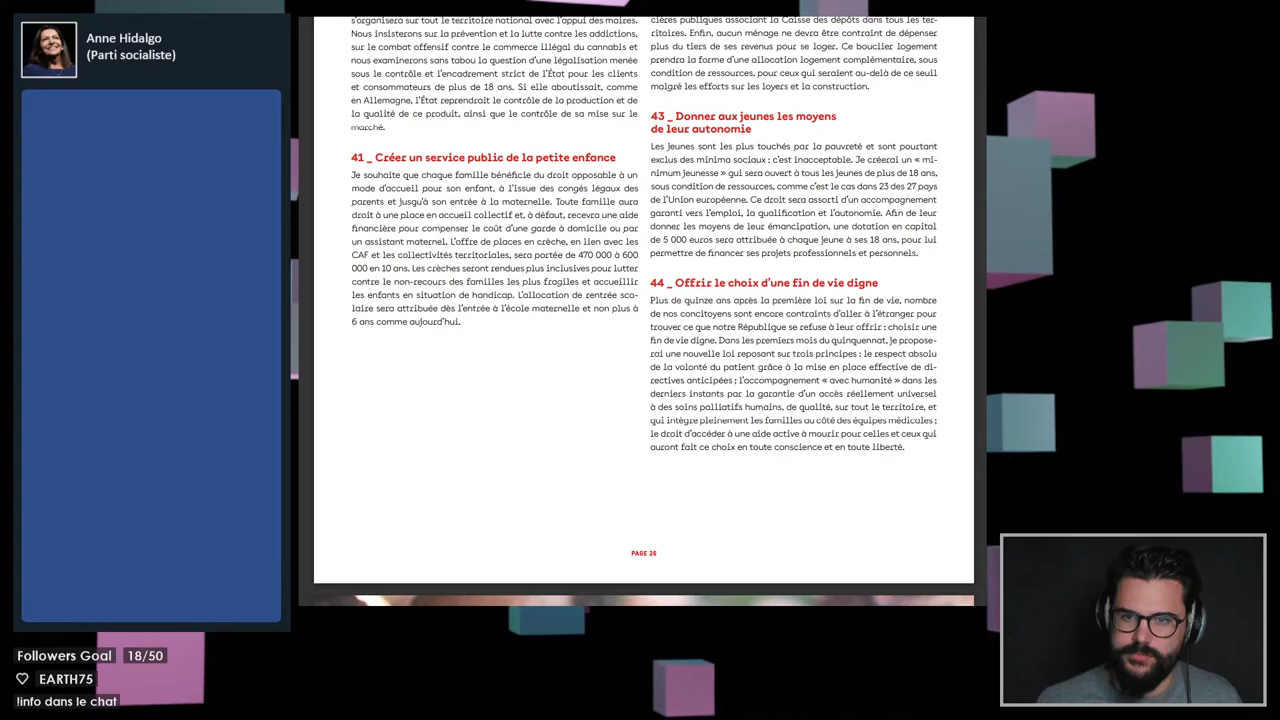 Anne Hidalgo
(Parti socialiste)
s'organisera sur tout le territoire national avec l'appui des maires.
Nous insisterons sur la prévention et la lutte contre les addictions,
sur le combat offensif contre le commerce illégal du cannabis et
nous examinerons sans tabou la question d'une légalisation menée
sous le contrôle et l'encadrement strict de l'État pour les clients
et consommateurs de plus de 18 ans. Si elle aboutissait, comme
en Allemagne, l'État reprendrait le contrôle de la production et de
la qualité de ce produit, ainsi que le contrôle de sa mise sur le
marché.
41 _ Créer un service public de la petite enfance
Je souhaite que chaque famille bénéficie du droit opposable à un
mode d'accueil pour son enfant, à l'issue des congés légaux des
parents et jusqu'à son entrée à la maternelle. Toute famille aura
droit à une place en accueil collectif et, à défaut, recevra une aide
financière pour compenser le coût d'une garde à domicile ou par
un assistant maternel. L'offre de places en crèche, en lien avec les
CAF et les collectivités territoriales, sera portée de 470 000 à 600
000 en 10 ans. Les crèches seront rendues plus inclusives pour lutter
contre le non-recours des familles les plus fragiles et accueillir
les enfants en situation de handicap. L'allocation de rentrée sco-
laire sera attribuée dès l'entrée à l'école maternelle et non plus à
6 ans comme aujourd'hui.
cières publiques associant la Caisse des dépôts dans tous les ter-
ritoires. Enfin, aucun ménage ne devra être contraint de dépenser
plus du tiers de ses revenus pour se loger. Ce bouclier logement
prendra la forme d'une allocation logement complémentaire, sous
condition de ressources, pour ceux qui seraient au-delà de ce seuil
malgré les efforts sur les loyers et la construction.
43 _ Donner aux jeunes les moyens
de leur autonomie
Les jeunes sont les plus touchés par la pauvreté et sont pourtant
exclus des minima sociaux : c'est inacceptable. Je créerai un « mi-
nimum jeunesse » qui sera ouvert à tous les jeunes de plus de 18 ans,
sous condition de ressources, comme c'est le cas dans 23 des 27 pays
de l'Union européenne. Ce droit sera assorti d'un accompagnement
garanti vers l'emploi, la qualification et l'autonomie. Afin de leur
donner les moyens de leur émancipation, une dotation en capital
de 5 000 euros sera attribuée à chaque jeune à ses 18 ans, pour lui
permettre de financer ses projets professionnels et personnels.
44 _ Offrir le choix d'une fin de vie digne
Plus de quinze ans après la première loi sur la fin de vie, nombre
de nos concitoyens sont encore contraints d'aller à l'étranger pour
trouver ce que notre République se refuse à leur offrir : choisir une
fin de vie digne. Dans les premiers mois du quinquennat, je propose-
rai une nouvelle loi reposant sur trois principes : le respect absolu
de la volonté du patient grâce à la mise en place effective de di-
rectives anticipées ; l'accompagnement « avec humanité » dans les
derniers instants par la garantie d'un accès réellement universel
à des soins palliatifs humains, de qualité, sur tout le territoire, et
qui intègre pleinement les familles au côté des équipes médicales ;
le droit d'accéder à une aide active à mourir pour celles et ceux qui
auront fait ce choix en toute conscience et en toute liberté.
PAGE 26
Followers Goal 18/50
EARTH75
!info dans le chat